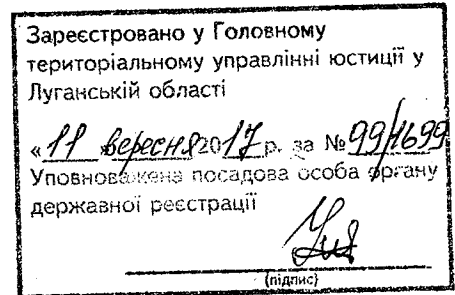 Зареєстровано у Головному
територіальному управлінні юстиції у
Луганській області
«11» вересня 2017 р. за № 99/1699
Уповноважена посадова особа органу
державної реєстрації
(підпис)